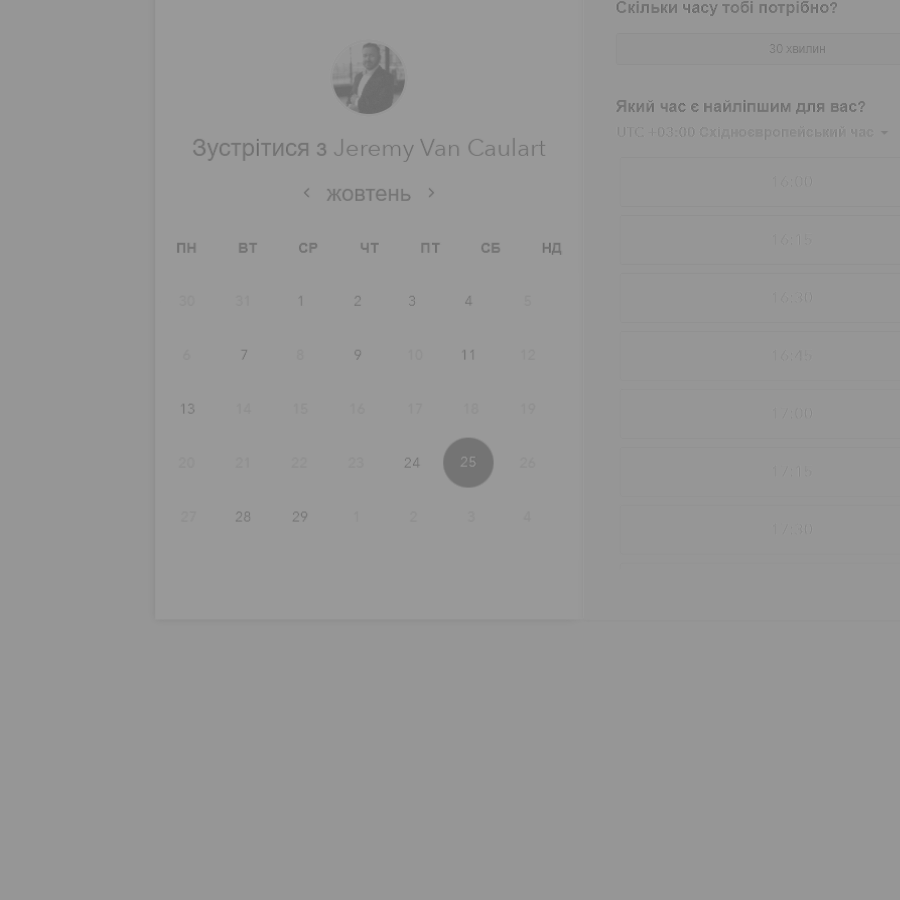 Скільки часу тобі потрібно?
30 хвилин
Який час є найліпшим для вас?
UTC +03:00 Східноєвропейський час
16:00
16:15
16:30
16:45
17:00
17:15
17:30
Зустрітися з Jeremy Van Caulart
жовтень
ПН ВТ СР ЧТ ПТ СБ НД
30 31 1 2 3 4 5
6 7 8 9 10 11 12
13 14 15 16 17 18 19
20 21 22 23 24 25 26
27 28 29 1 2 3 4